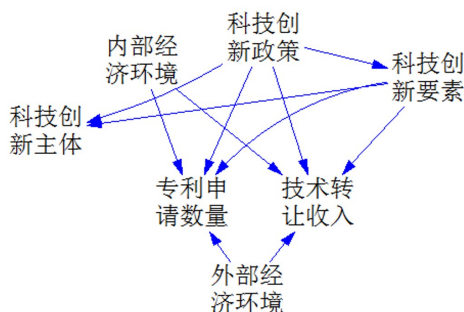 科技创
新政策
内部经
济环境
科技创
新要素
科技创
新主体
专利申
请数量
技术转
让收入
外部经
济环境